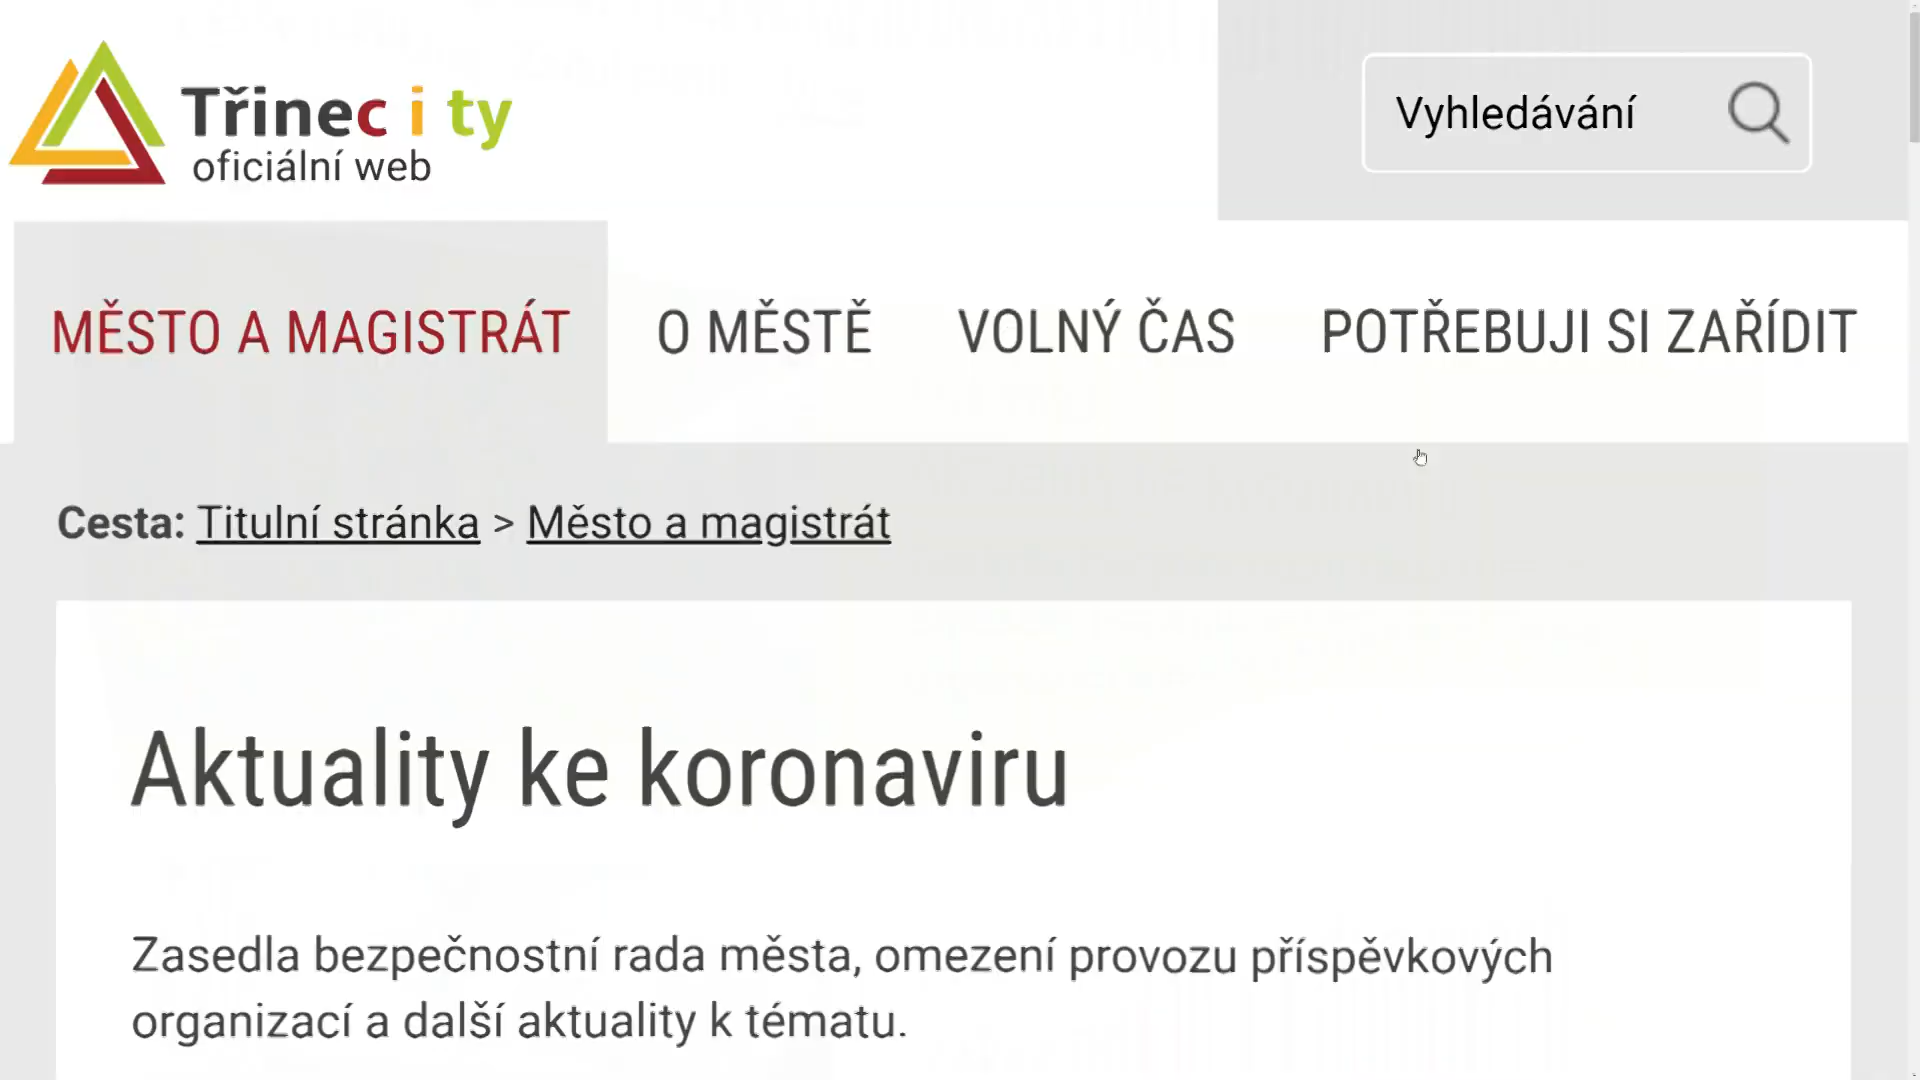 Třinec i ty
oficiální web
Vyhledávání
MĚSTO A MAGISTRÁT
O MĚSTĚ
VOLNÝ ČAS
POTŘEBUJI SI ZAŘÍDIT
Cesta: Titulní stránka > Město a magistrát
Aktuality ke koronaviru
Zasedla bezpečnostní rada města, omezení provozu příspěvkových
organizací a další aktuality k tématu.